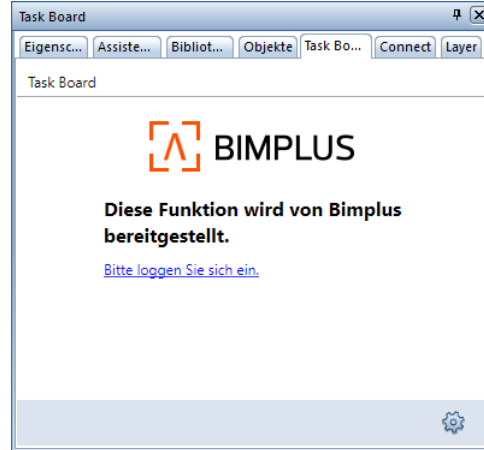 Task Board
Eigensc... Assiste... Bibliot... Objekte Task Bo... Connect Layer
Task Board
BIMPLUS
Diese Funktion wird von Bimplus
bereitgestellt.
Bitte loggen Sie sich ein.